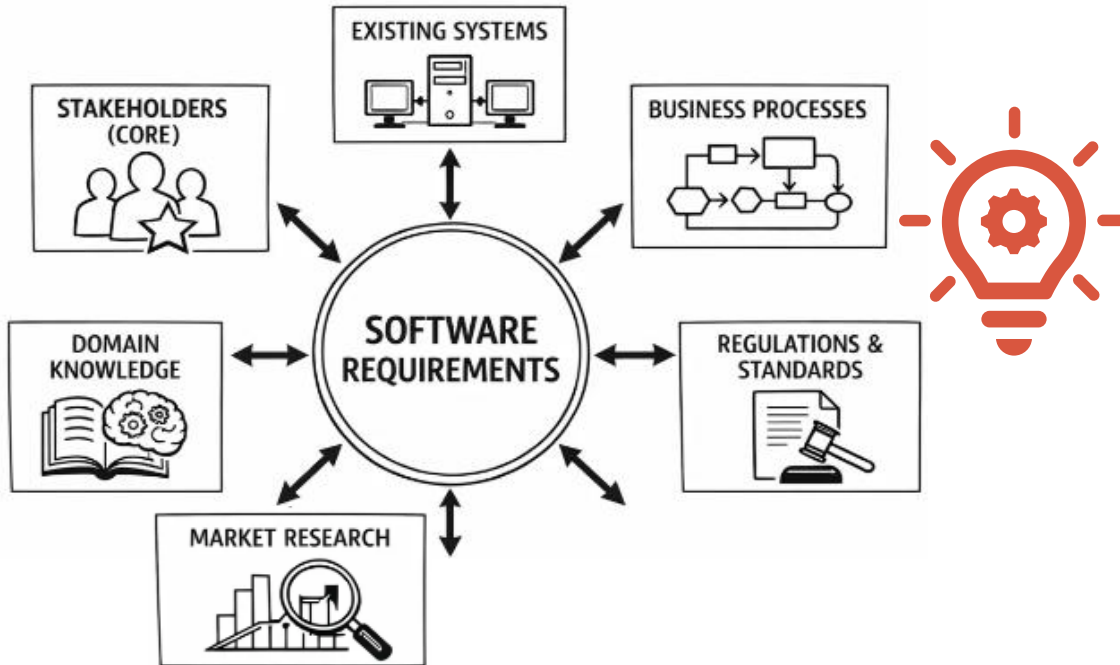 EXISTING SYSTEMS
STAKEHOLDERS
(CORE)
BUSINESS PROCESSES
SOFTWARE
REQUIREMENTS
DOMAIN
KNOWLEDGE
REGULATIONS &
STANDARDS
MARKET RESEARCH